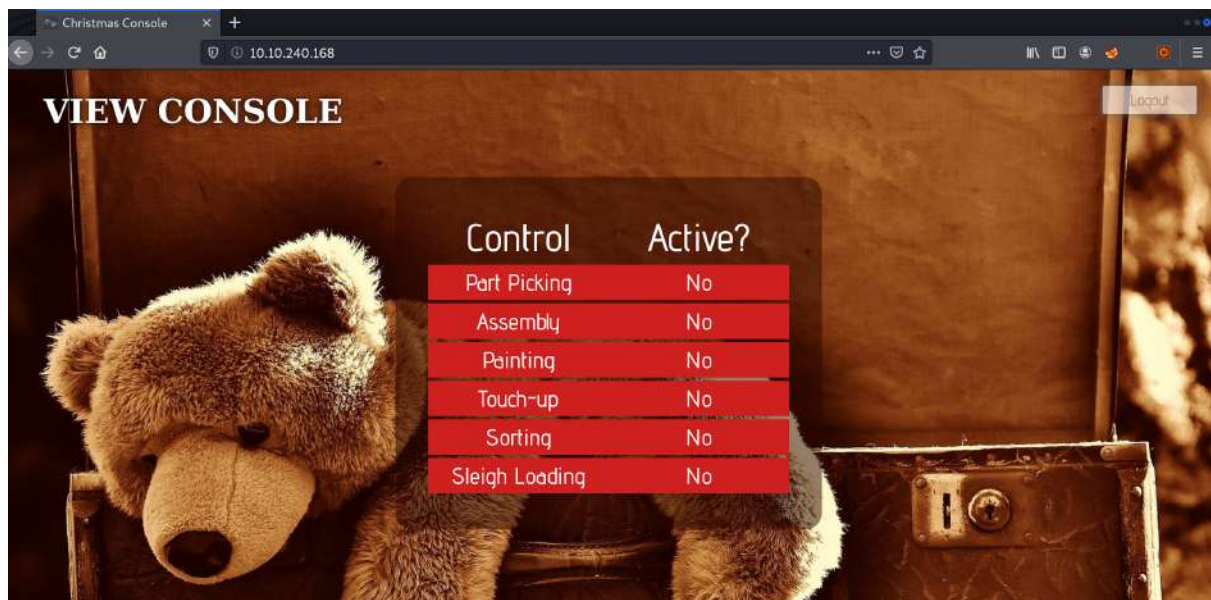 Christmas Console
10.10.240.168
VIEW CONSOLE
Logout
Control Active?
Part Picking No
Assembly No
Painting No
Touch-up No
Sorting No
Sleigh Loading No